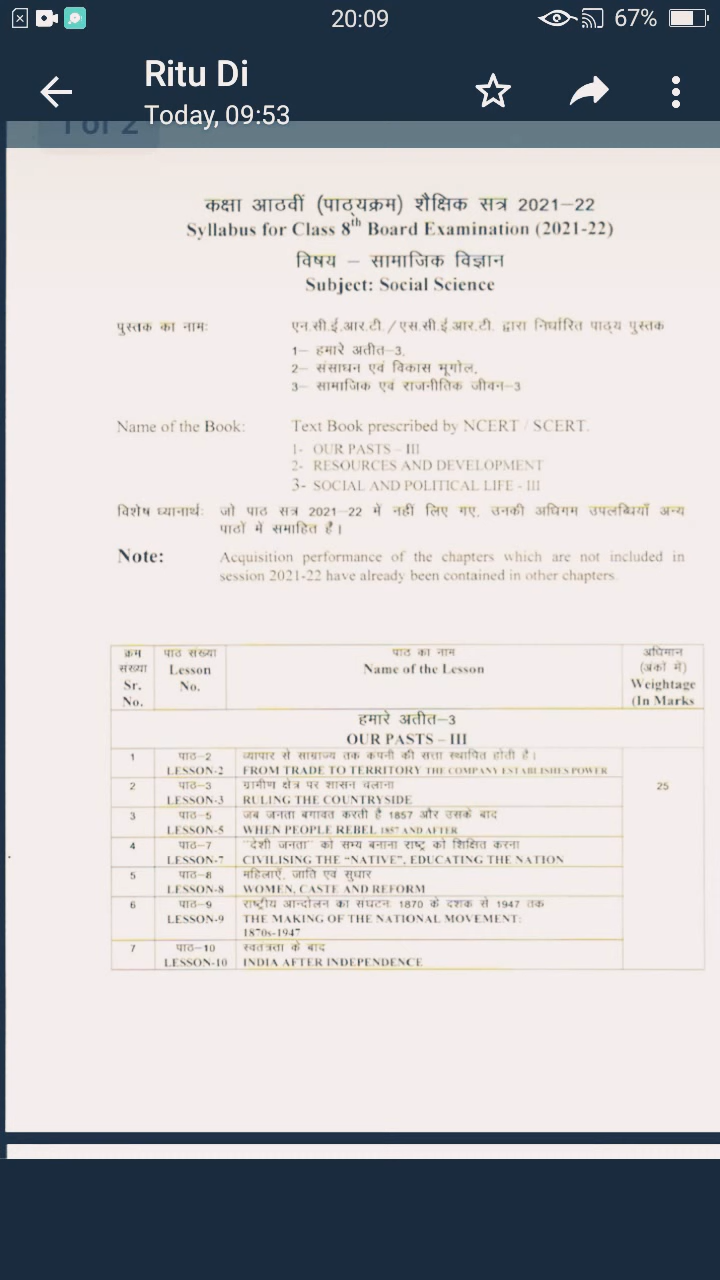 20:09
67%
Ritu Di
Today, 09:53
1 of 2
कक्षा आठवीं (पाठ्यक्रम) शैक्षिक सत्र 2021–22
Syllabus for Class 8th Board Examination (2021-22)
विषय – सामाजिक विज्ञान
Subject: Social Science
पुस्तक का नामः एन.सी.ई.आर.टी./एस.सी.ई.आर.टी. द्वारा निर्धारित पाठ्य पुस्तक
1– हमारे अतीत–3,
2– संसाधन एवं विकास भूगोल,
3– सामाजिक एवं राजनीतिक जीवन–3
Name of the Book: Text Book prescribed by NCERT / SCERT.
1- OUR PASTS – III
2- RESOURCES AND DEVELOPMENT
3- SOCIAL AND POLITICAL LIFE - III
विशेष ध्यानार्थः जो पाठ सत्र 2021–22 में नहीं लिए गए, उनकी अधिगम उपलब्धियाँ अन्य
पाठों में समाहित है।
Note: Acquisition performance of the chapters which are not included in
session 2021-22 have already been contained in other chapters.
क्रम पाठ संख्या पाठ का नाम अधिमान
संख्या Lesson Name of the Lesson (अंकों में)
Sr. No. Weightage
No. (In Marks
हमारे अतीत–3
OUR PASTS – III
1 पाठ–2 व्यापार से साम्राज्य तक कंपनी की सत्ता स्थापित होती है।
LESSON-2 FROM TRADE TO TERRITORY THE COMPANY ESTABLISHES POWER
2 पाठ–3 ग्रामीण क्षेत्र पर शासन चलाना 25
LESSON-3 RULING THE COUNTRYSIDE
3 पाठ–5 जब जनता बगावत करती है 1857 और उसके बाद
LESSON-5 WHEN PEOPLE REBEL 1857 AND AFTER
4 पाठ–7 "देशी जनता" को सभ्य बनाना राष्ट्र को शिक्षित करना
LESSON-7 CIVILISING THE "NATIVE", EDUCATING THE NATION
5 पाठ–8 महिलाएँ, जाति एवं सुधार
LESSON-8 WOMEN, CASTE AND REFORM
6 पाठ–9 राष्ट्रीय आन्दोलन का संघटन: 1870 के दशक से 1947 तक
LESSON-9 THE MAKING OF THE NATIONAL MOVEMENT:
1870s-1947
7 पाठ–10 स्वतंत्रता के बाद
LESSON-10 INDIA AFTER INDEPENDENCE